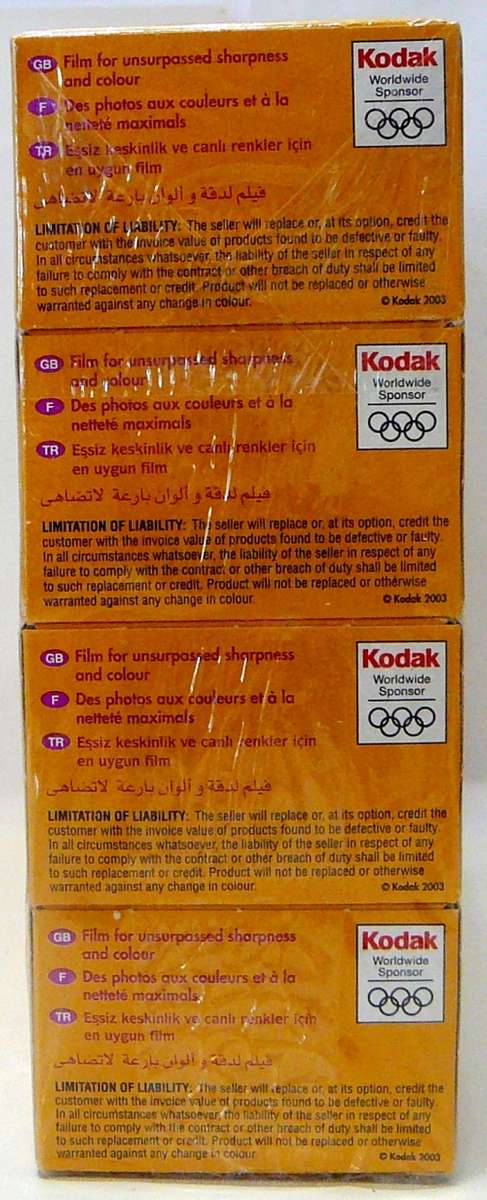 GB Film for unsurpassed sharpness
and colour
F Des photos aux couleurs et à la
netteté maximals
TR Eşsiz keskinlik ve canlı renkler için
en uygun film
فيلم لدقة و ألوان بارعة لاتضاهى
Kodak
Worldwide
Sponsor
LIMITATION OF LIABILITY: The seller will replace or, at its option, credit the
customer with the invoice value of products found to be defective or faulty.
In all circumstances whatsoever, the liability of the seller in respect of any
failure to comply with the contract or other breach of duty shall be limited
to such replacement or credit. Product will not be replaced or otherwise
warranted against any change in colour.
© Kodak 2003
GB Film for unsurpassed sharpness
and colour
F Des photos aux couleurs et à la
netteté maximals
TR Eşsiz keskinlik ve canlı renkler için
en uygun film
فيلم لدقة و ألوان بارعة لاتضاهى
Kodak
Worldwide
Sponsor
LIMITATION OF LIABILITY: The seller will replace or, at its option, credit the
customer with the invoice value of products found to be defective or faulty.
In all circumstances whatsoever, the liability of the seller in respect of any
failure to comply with the contract or other breach of duty shall be limited
to such replacement or credit. Product will not be replaced or otherwise
warranted against any change in colour.
© Kodak 2003
GB Film for unsurpassed sharpness
and colour
F Des photos aux couleurs et à la
netteté maximals
TR Eşsiz keskinlik ve canlı renkler için
en uygun film
فيلم لدقة و ألوان بارعة لاتضاهى
Kodak
Worldwide
Sponsor
LIMITATION OF LIABILITY: The seller will replace or, at its option, credit the
customer with the invoice value of products found to be defective or faulty.
In all circumstances whatsoever, the liability of the seller in respect of any
failure to comply with the contract or other breach of duty shall be limited
to such replacement or credit. Product will not be replaced or otherwise
warranted against any change in colour.
© Kodak 2003
GB Film for unsurpassed sharpness
and colour
F Des photos aux couleurs et à la
netteté maximals
TR Eşsiz keskinlik ve canlı renkler için
en uygun film
فيلم لدقة و ألوان بارعة لاتضاهى
Kodak
Worldwide
Sponsor
LIMITATION OF LIABILITY: The seller will replace or, at its option, credit the
customer with the invoice value of products found to be defective or faulty.
In all circumstances whatsoever, the liability of the seller in respect of any
failure to comply with the contract or other breach of duty shall be limited
to such replacement or credit. Product will not be replaced or otherwise
warranted against any change in colour.
© Kodak 2003